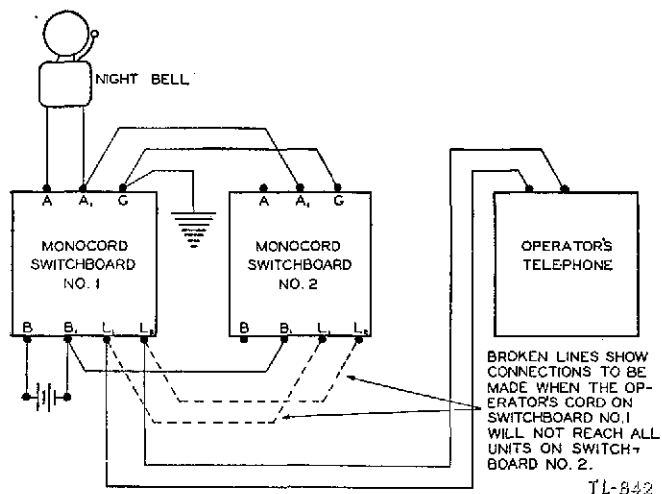 NIGHT BELL
A A₁ G
A A₁ G
MONOCORD
SWITCHBOARD
NO. 1
MONOCORD
SWITCHBOARD
NO. 2
OPERATOR'S
TELEPHONE
B B₁ L₁ L₂
B B₁ L₁ L₂
BROKEN LINES SHOW
CONNECTIONS TO BE
MADE WHEN THE OP-
ERATOR'S CORD ON
SWITCHBOARD NO.1
WILL NOT REACH ALL
UNITS ON SWITCH-
BOARD NO. 2.
TL-842